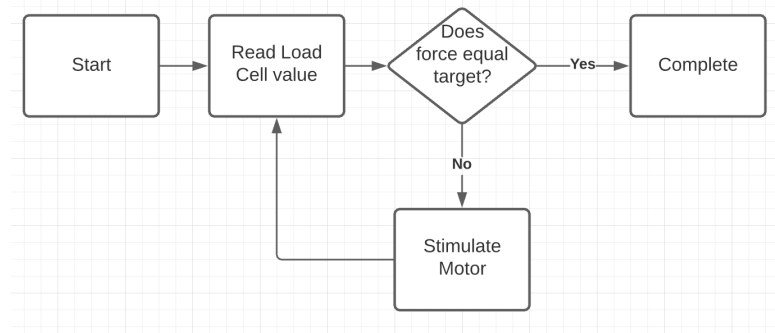 Start
Read Load
Cell value
Does
force equal
target?
Yes
Complete
No
Stimulate
Motor